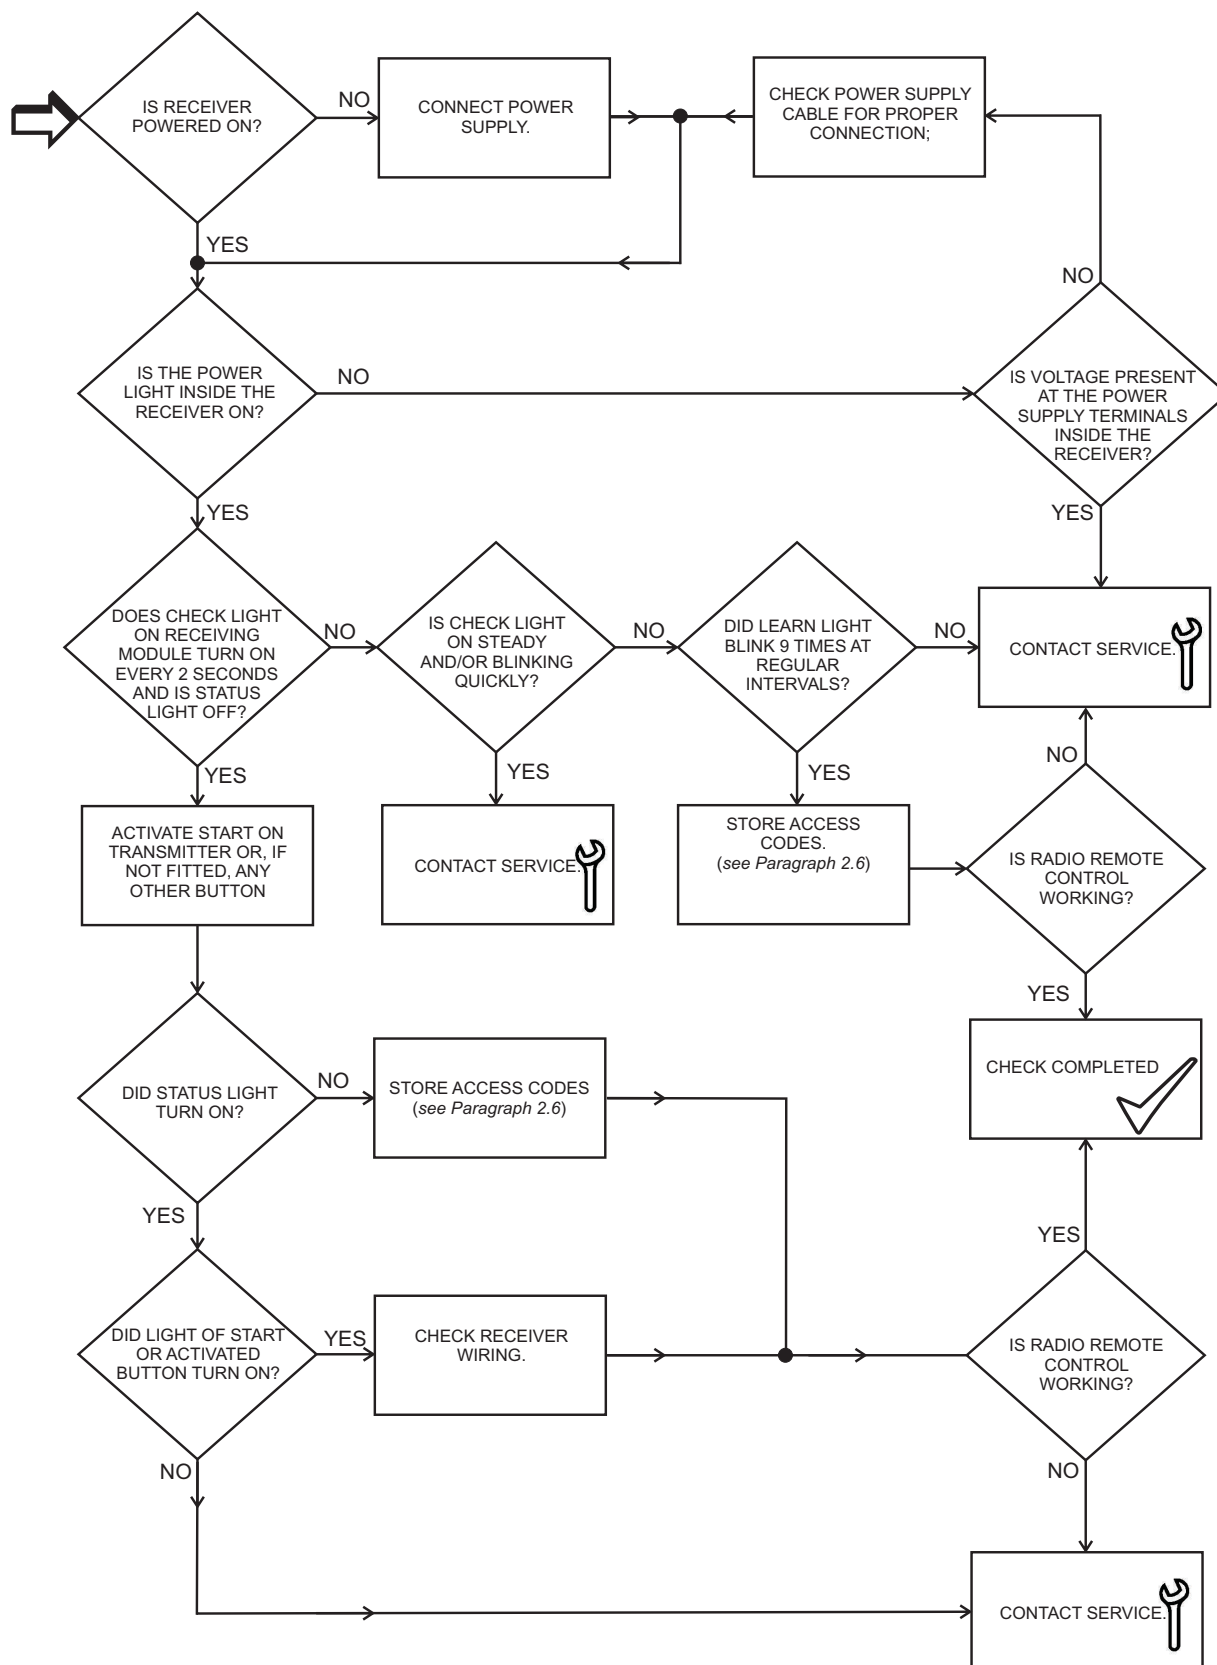 IS RECEIVER
POWERED ON?
NO
CONNECT POWER
SUPPLY.
CHECK POWER SUPPLY
CABLE FOR PROPER
CONNECTION;
YES
NO
IS THE POWER
LIGHT INSIDE THE
RECEIVER ON?
NO
IS VOLTAGE PRESENT
AT THE POWER
SUPPLY TERMINALS
INSIDE THE
RECEIVER?
YES
YES
DOES CHECK LIGHT
ON RECEIVING
MODULE TURN ON
EVERY 2 SECONDS
AND IS STATUS
LIGHT OFF?
NO
IS CHECK LIGHT
ON STEADY
AND/OR BLINKING
QUICKLY?
NO
DID LEARN LIGHT
BLINK 9 TIMES AT
REGULAR
INTERVALS?
NO
CONTACT SERVICE.
YES
YES
YES
NO
ACTIVATE START ON
TRANSMITTER OR, IF
NOT FITTED, ANY
OTHER BUTTON
CONTACT SERVICE.
STORE ACCESS
CODES.
(see Paragraph 2.6)
IS RADIO REMOTE
CONTROL
WORKING?
YES
DID STATUS LIGHT
TURN ON?
NO
STORE ACCESS CODES
(see Paragraph 2.6)
CHECK COMPLETED
YES
YES
DID LIGHT OF START
OR ACTIVATED
BUTTON TURN ON?
YES
CHECK RECEIVER
WIRING.
IS RADIO REMOTE
CONTROL
WORKING?
NO
NO
CONTACT SERVICE.